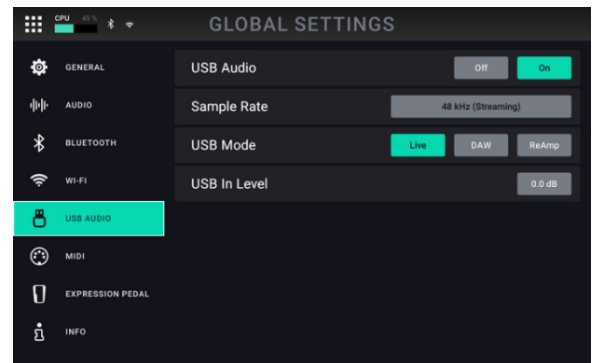 CPU 45 % GLOBAL SETTINGS
GENERAL
USB Audio Off On
AUDIO
Sample Rate 48 kHz (Streaming)
BLUETOOTH
USB Mode Live DAW ReAmp
WI-FI
USB In Level 0.0 dB
USB AUDIO
MIDI
EXPRESSION PEDAL
INFO